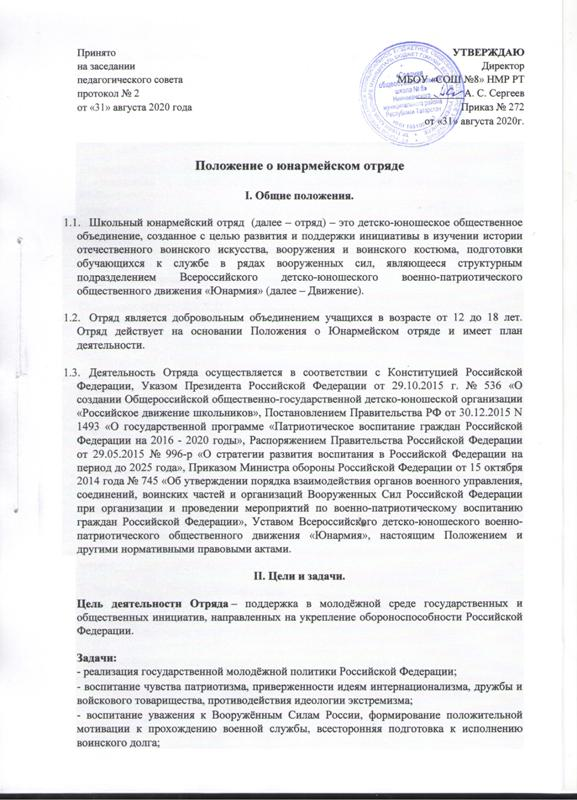 Принято
на заседании
педагогического совета
протокол № 2
от «31» августа 2020 года
УТВЕРЖДАЮ
Директор
МБОУ «СОШ №8» НМР РТ
А. С. Сергеев
Приказ № 272
от «31» августа 2020г.
Положение о юнармейском отряде
I. Общие положения.
1.1. Школьный юнармейский отряд (далее – отряд) – это детско-юношеское общественное
объединение, созданное с целью развития и поддержки инициативы в изучении истории
отечественного воинского искусства, вооружения и воинского костюма, подготовки
обучающихся к службе в рядах вооруженных сил, являющееся структурным
подразделением Всероссийского детско-юношеского военно-патриотического
общественного движения «Юнармия» (далее – Движение).
1.2. Отряд является добровольным объединением учащихся в возрасте от 12 до 18 лет.
Отряд действует на основании Положения о Юнармейском отряде и имеет план
деятельности.
1.3. Деятельность Отряда осуществляется в соответствии с Конституцией Российской
Федерации, Указом Президента Российской Федерации от 29.10.2015 г. № 536 «О
создании Общероссийской общественно-государственной детско-юношеской организации
«Российское движение школьников», Постановлением Правительства РФ от 30.12.2015 N
1493 «О государственной программе «Патриотическое воспитание граждан Российской
Федерации на 2016 - 2020 годы», Распоряжением Правительства Российской Федерации
от 29.05.2015 № 996-р «О стратегии развития воспитания в Российской Федерации на
период до 2025 года», Приказом Министра обороны Российской Федерации от 15 октября
2014 года № 745 «Об утверждении порядка взаимодействия органов военного управления,
соединений, воинских частей и организаций Вооруженных Сил Российской Федерации
при организации и проведении мероприятий по военно-патриотическому воспитанию
граждан Российской Федерации», Уставом Всероссийского детско-юношеского военно-
патриотического общественного движения «Юнармия», настоящим Положением и
другими нормативными правовыми актами.
II. Цели и задачи.
Цель деятельности Отряда – поддержка в молодёжной среде государственных и
общественных инициатив, направленных на укрепление обороноспособности Российской
Федерации.
Задачи:
- реализация государственной молодёжной политики Российской Федерации;
- воспитание чувства патриотизма, приверженности идеям интернационализма, дружбы и
войскового товарищества, противодействия идеологии экстремизма;
- воспитание уважения к Вооружённым Силам России, формирование положительной
мотивации к прохождению военной службы, всесторонняя подготовка к исполнению
воинского долга;